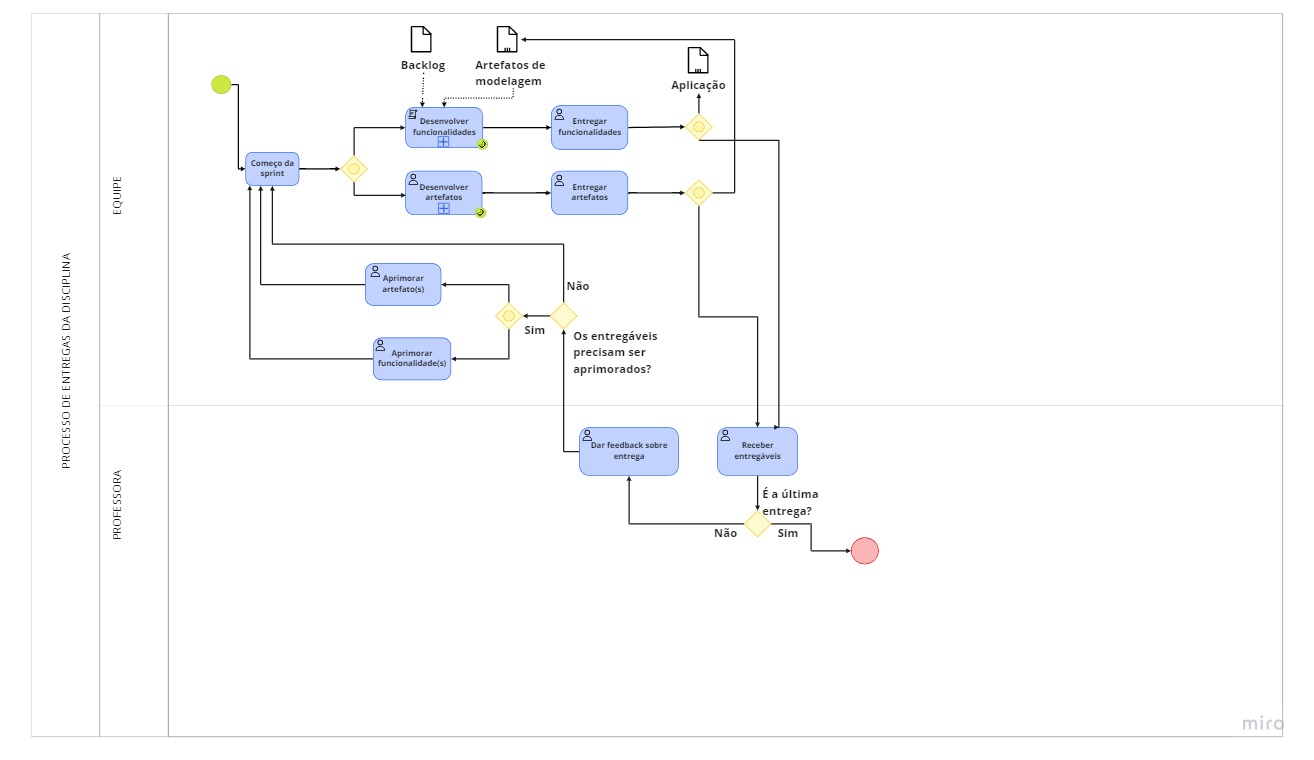 PROCESSO DE ENTREGAS DA DISCIPLINA
EQUIPE
Backlog
Artefatos de
modelagem
Aplicação
Desenvolver
funcionalidades
Entregar
funcionalidades
Começo da
sprint
Desenvolver
artefatos
Entregar
artefatos
Aprimorar
artefato(s)
Não
Sim
Os entregáveis
precisam ser
aprimorados?
Aprimorar
funcionalidade(s)
PROFESSORA
Dar feedback sobre
entrega
Receber
entregáveis
É a última
entrega?
Não
Sim
miro